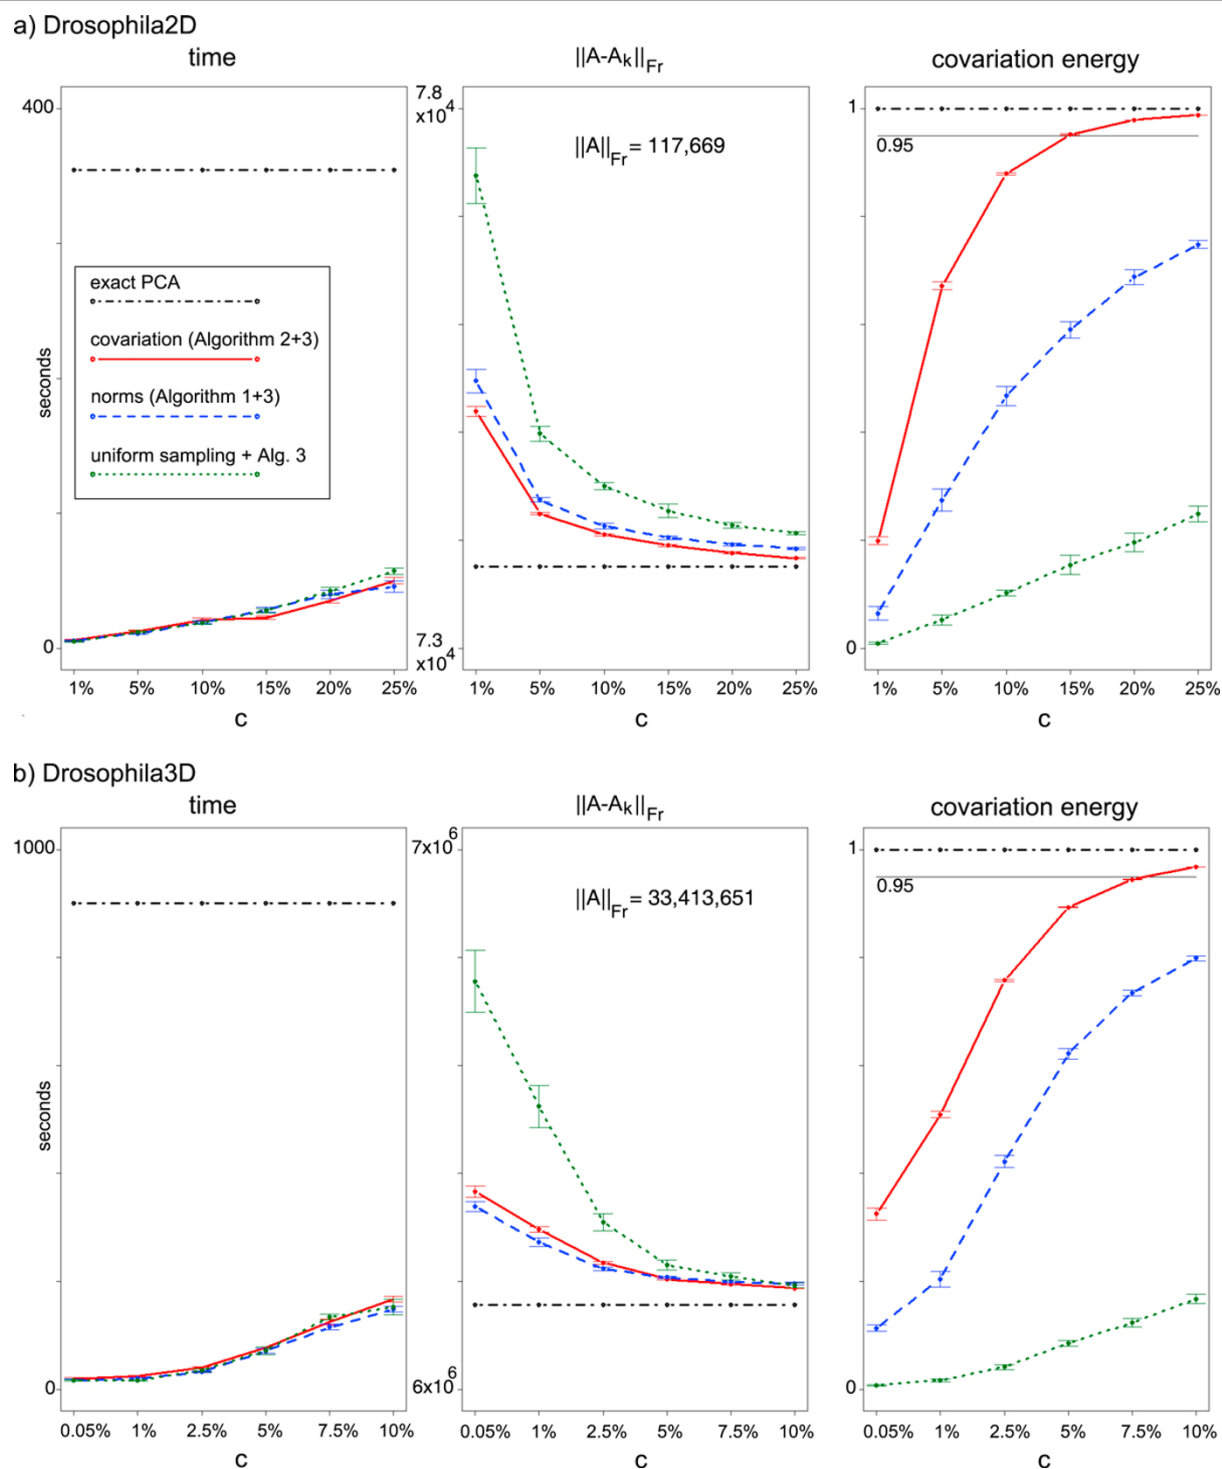 a) Drosophila2D
time
||A-Ak||Fr
covariation energy
400
seconds
0
exact PCA
covariation (Algorithm 2+3)
norms (Algorithm 1+3)
uniform sampling + Alg. 3
1% 5% 10% 15% 20% 25%
c
7.8
x10^4
||A||Fr = 117,669
7.3
x10^4
1% 5% 10% 15% 20% 25%
c
1
0.95
0
1% 5% 10% 15% 20% 25%
c
b) Drosophila3D
time
||A-Ak||Fr
covariation energy
1000
seconds
0
0.05% 1% 2.5% 5% 7.5% 10%
c
7x10^6
||A||Fr = 33,413,651
6x10^6
0.05% 1% 2.5% 5% 7.5% 10%
c
1
0.95
0
0.05% 1% 2.5% 5% 7.5% 10%
c